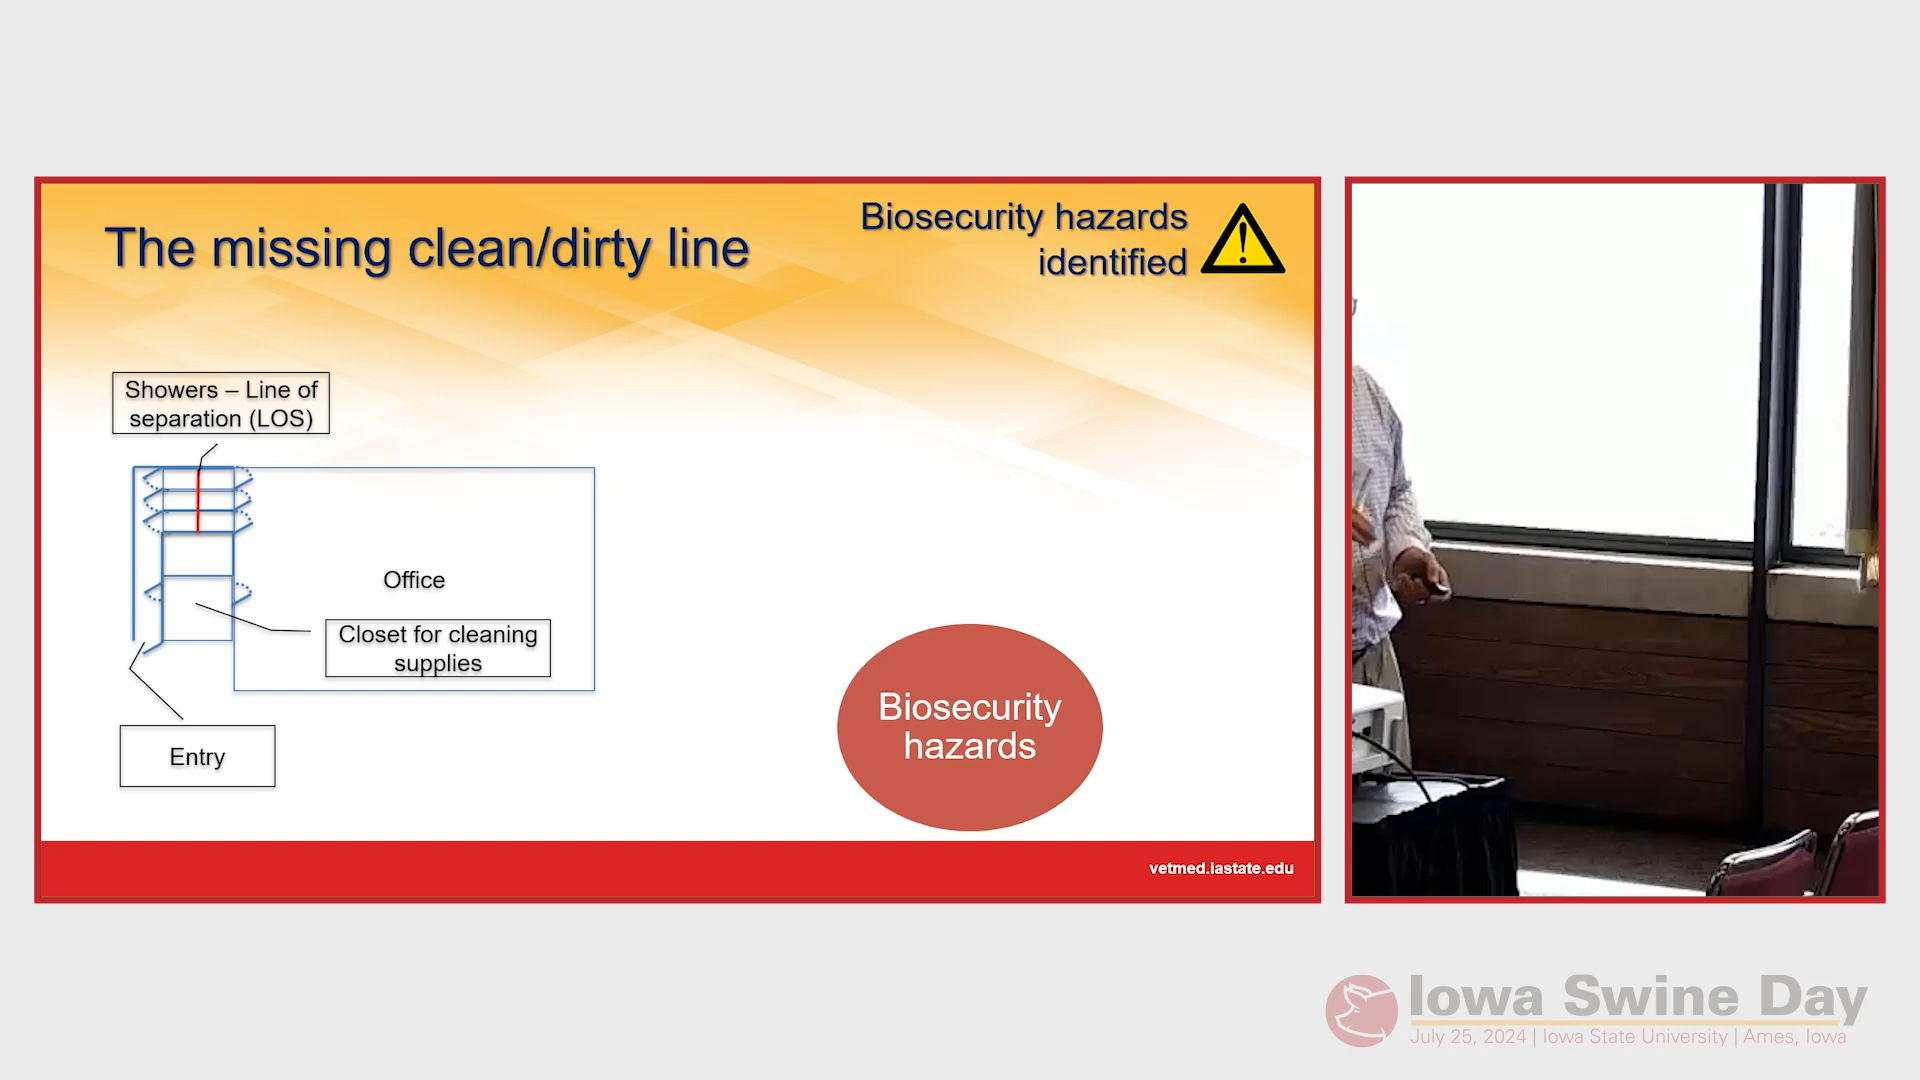 The missing clean/dirty line
Biosecurity hazards
identified
Showers – Line of
separation (LOS)
Office
Closet for cleaning
supplies
Entry
Biosecurity
hazards
vetmed.iastate.edu
Iowa Swine Day
July 25, 2024 | Iowa State University | Ames, Iowa